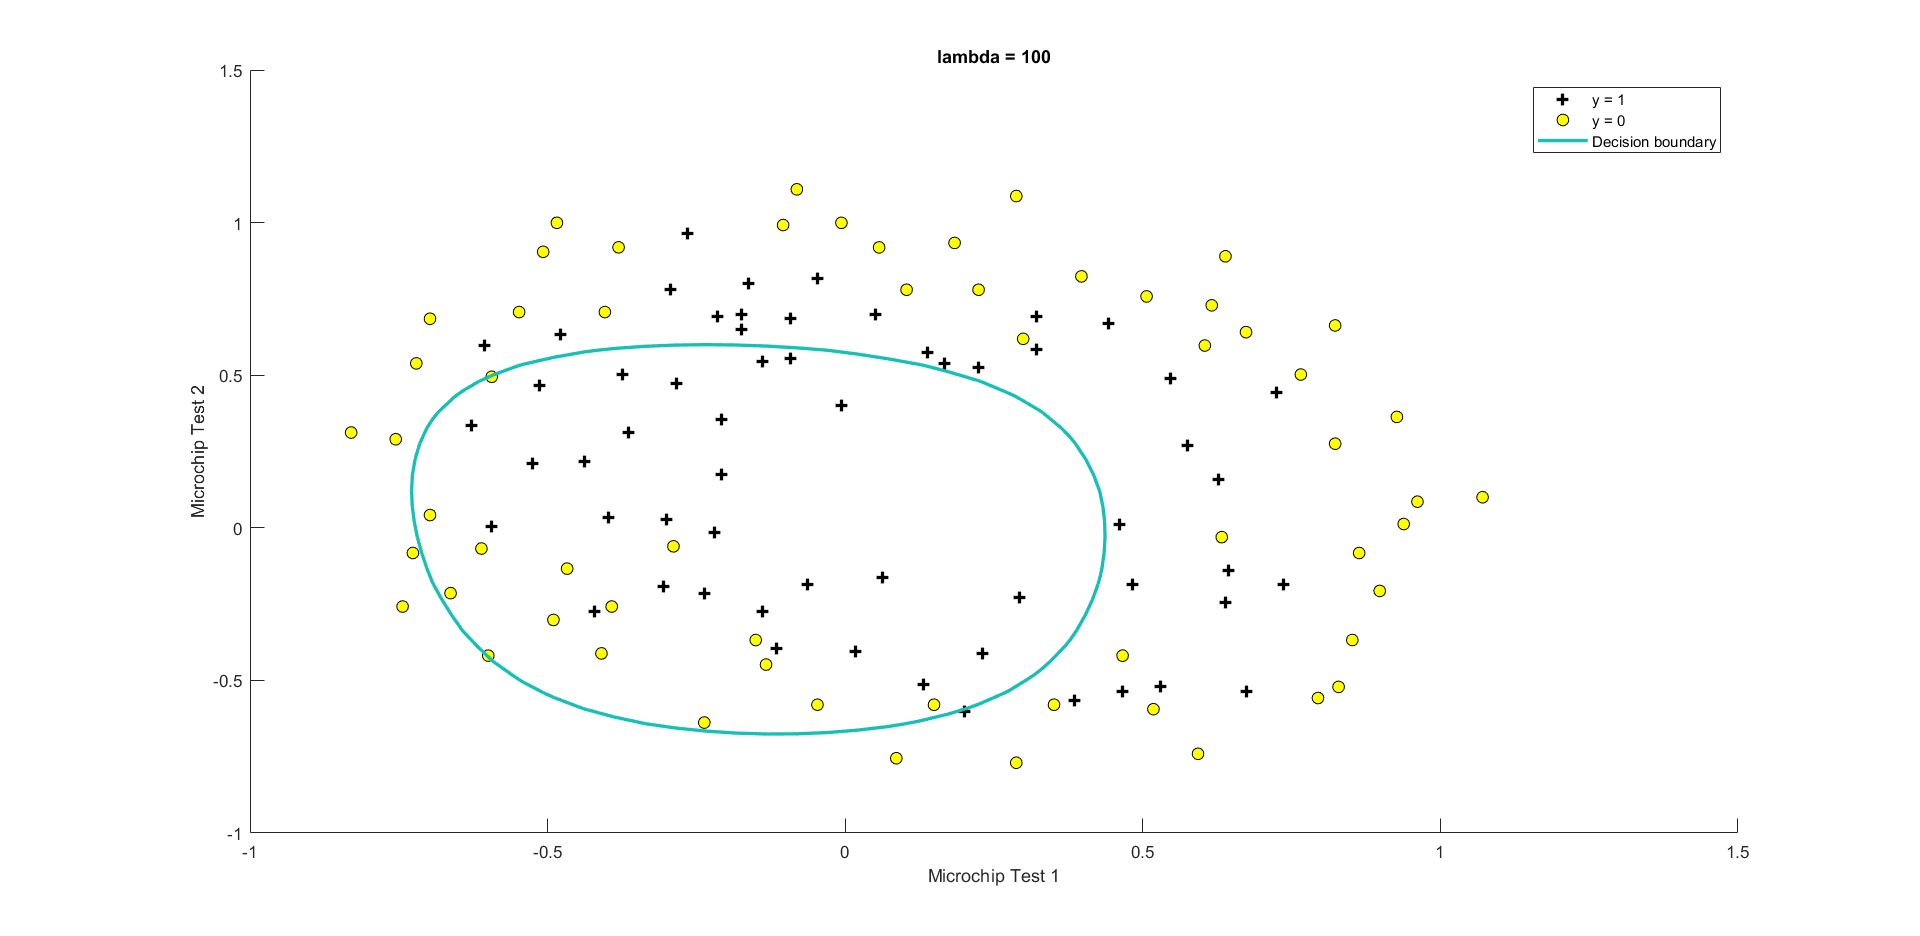 lambda = 100
1.5
1
0.5
0
-0.5
-1
Microchip Test 2
y = 1
y = 0
Decision boundary
-1
-0.5
0
0.5
1
1.5
Microchip Test 1